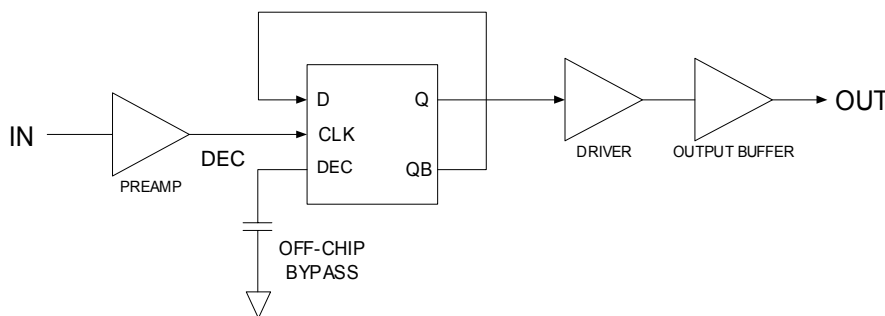 D
Q
IN
CLK
OUT
DEC
DEC
QB
PREAMP
DRIVER
OUTPUT BUFFER
OFF-CHIP
BYPASS